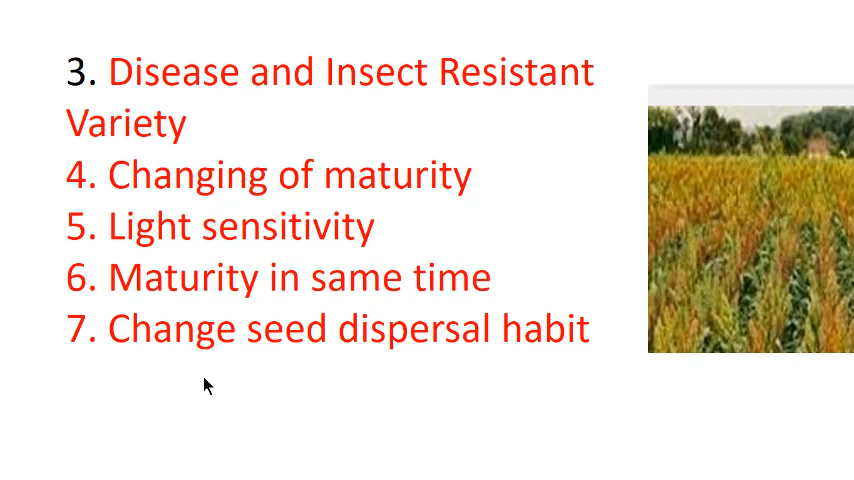 3. Disease and Insect Resistant
Variety
4. Changing of maturity
5. Light sensitivity
6. Maturity in same time
7. Change seed dispersal habit